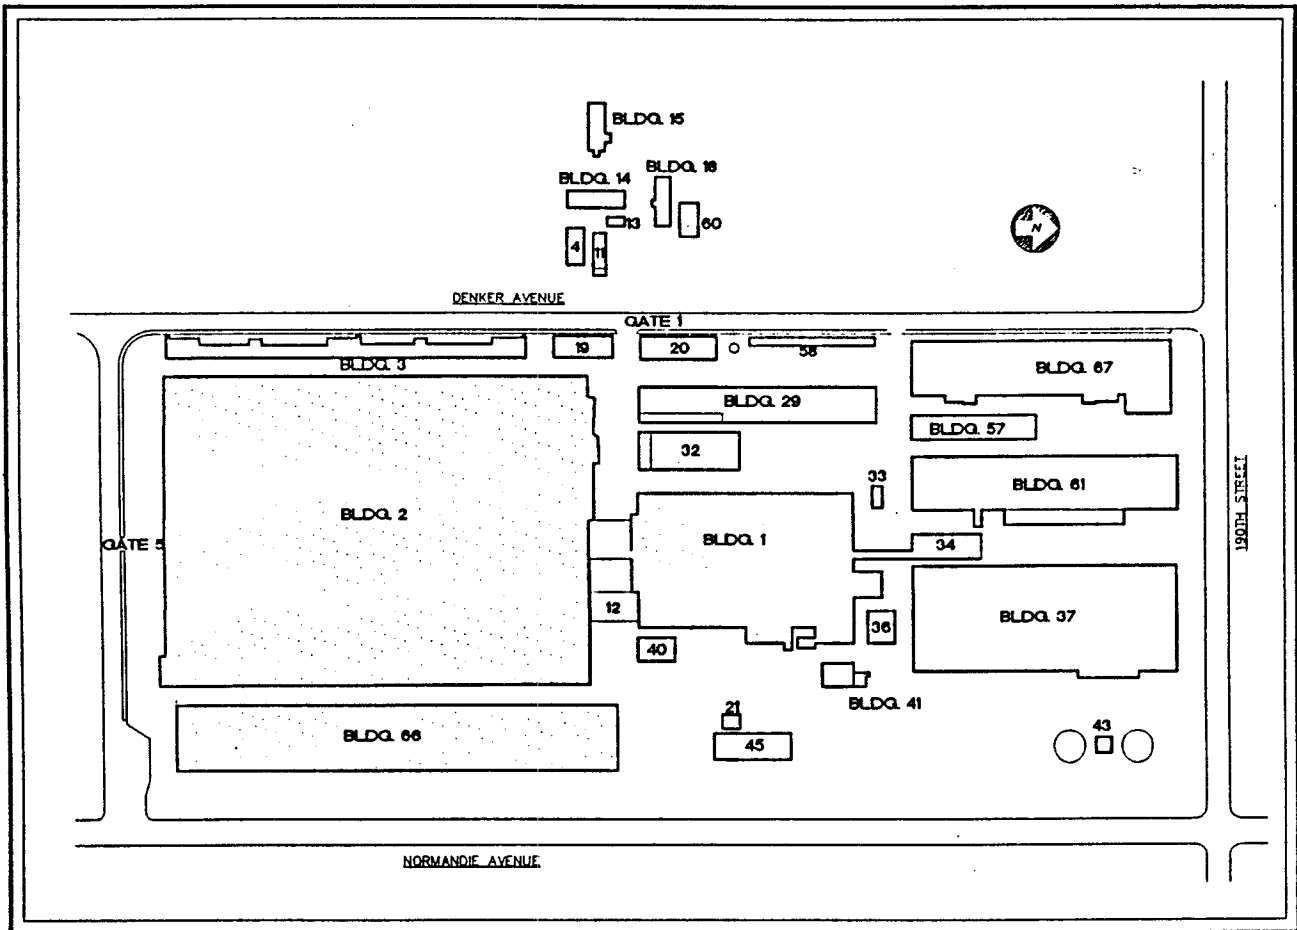 BLDG. 15
BLDG. 14
BLDG. 18
13
60
4
11
N
DENKER AVENUE
GATE 1
19
20
58
BLDG. 3
BLDG. 67
BLDG. 29
BLDG. 57
32
33
BLDG. 61
190TH STREET
BLDG. 2
BLDG. 1
GATE 5
34
12
36
BLDG. 37
40
BLDG. 41
21
43
BLDG. 66
45
NORMANDIE AVENUE